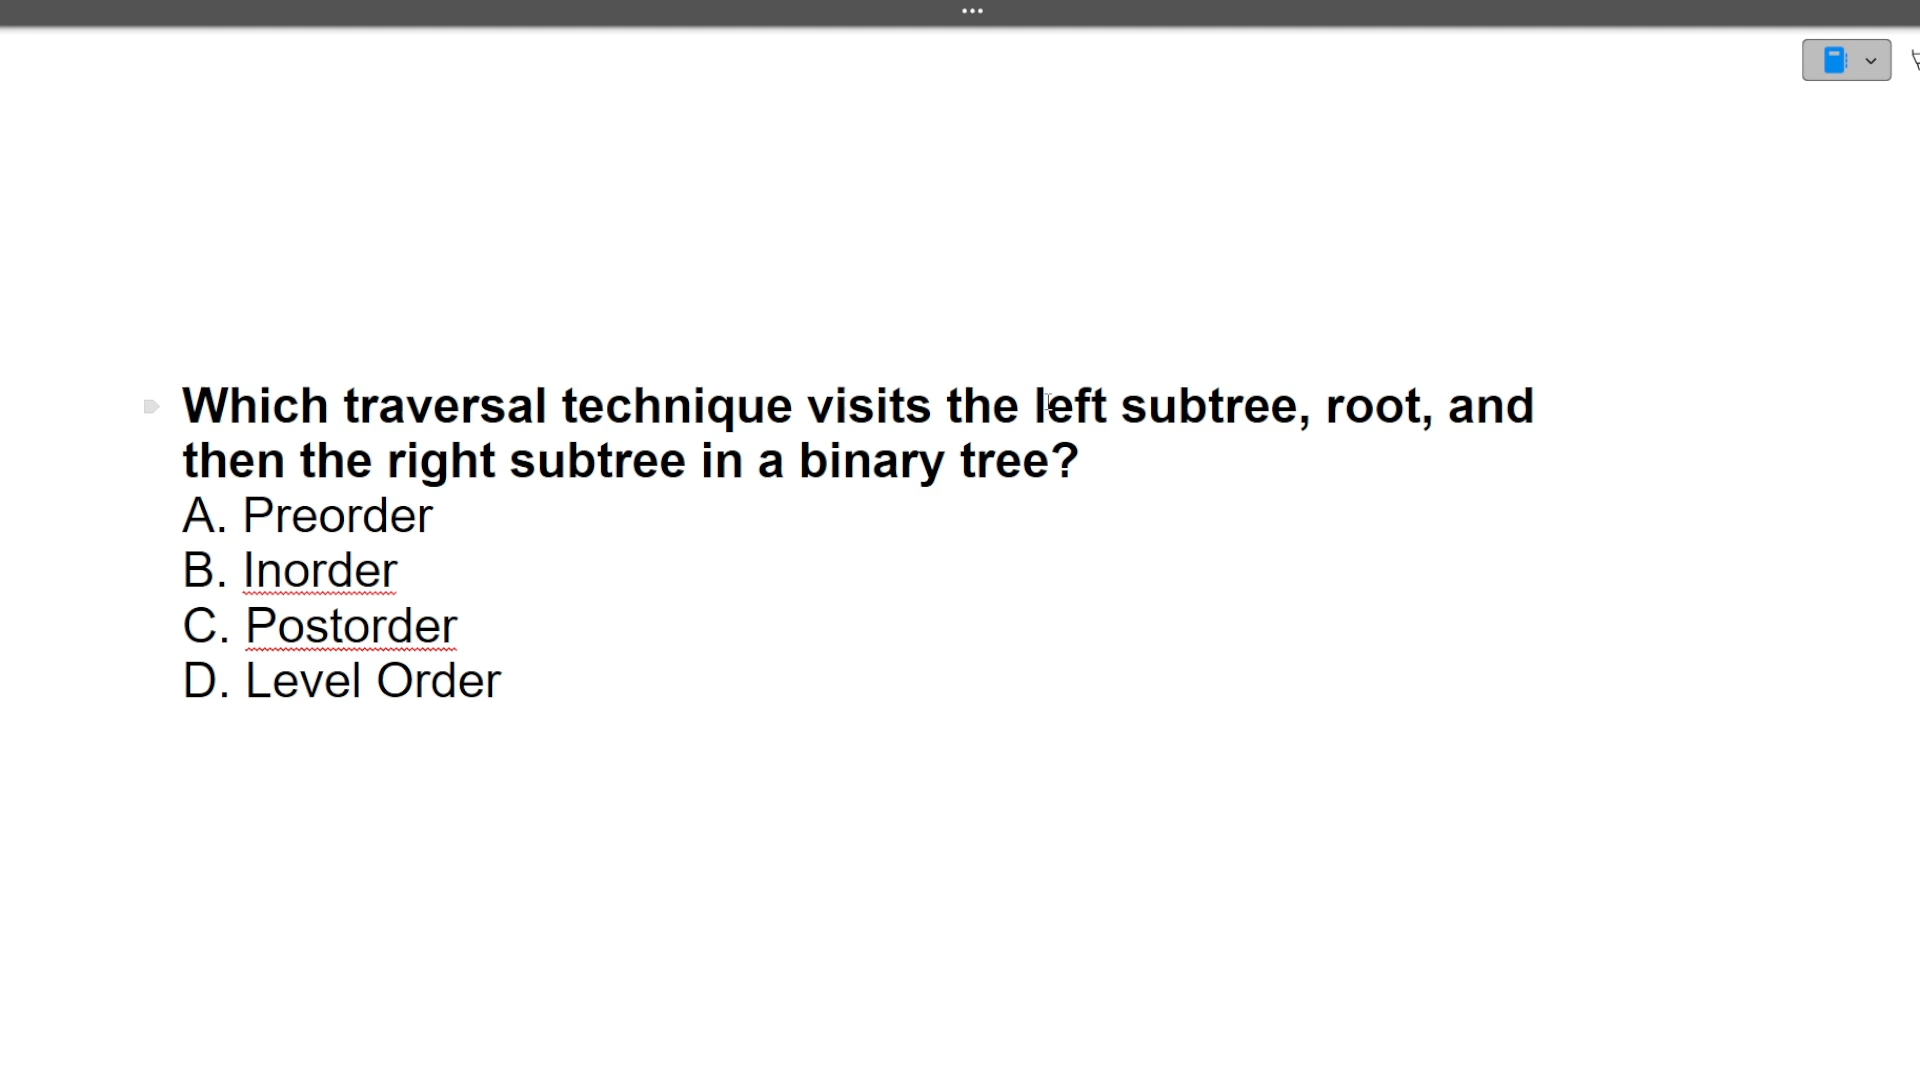 Which traversal technique visits the left subtree, root, and
then the right subtree in a binary tree?
A. Preorder
B. Inorder
C. Postorder
D. Level Order